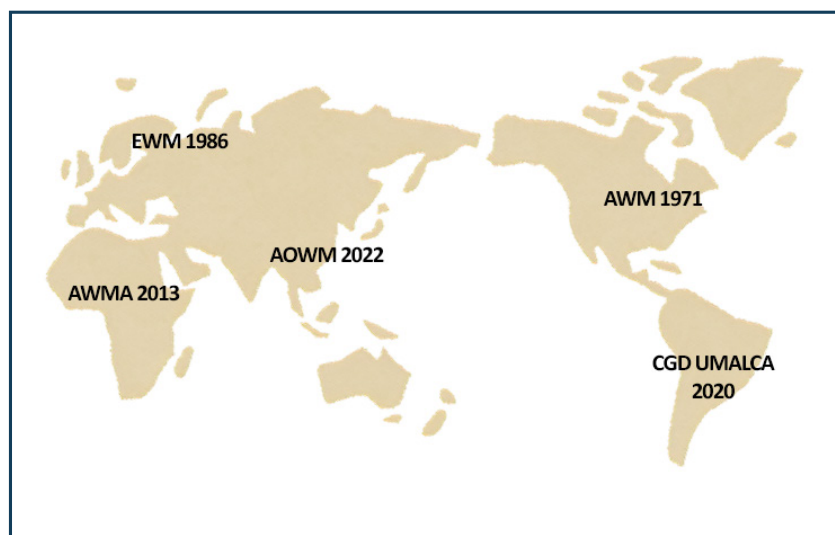 EWM 1986
AWM 1971
AOWM 2022
AWMA 2013
CGD UMALCA
2020